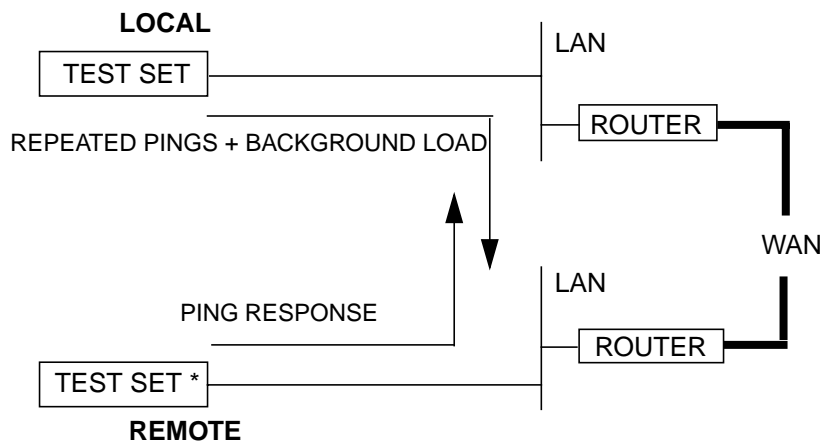 LOCAL
LAN
TEST SET
ROUTER
REPEATED PINGS + BACKGROUND LOAD
WAN
LAN
PING RESPONSE
ROUTER
TEST SET *
REMOTE